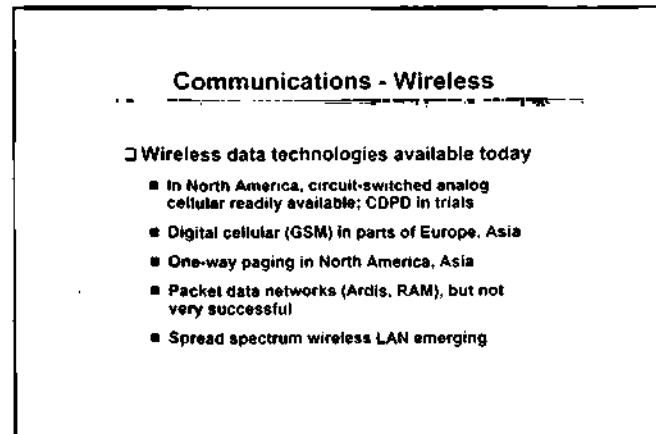 Communications - Wireless
❑ Wireless data technologies available today
■ In North America, circuit-switched analog
cellular readily available; CDPD in trials
■ Digital cellular (GSM) in parts of Europe, Asia
■ One-way paging in North America, Asia
■ Packet data networks (Ardis, RAM), but not
very successful
■ Spread spectrum wireless LAN emerging